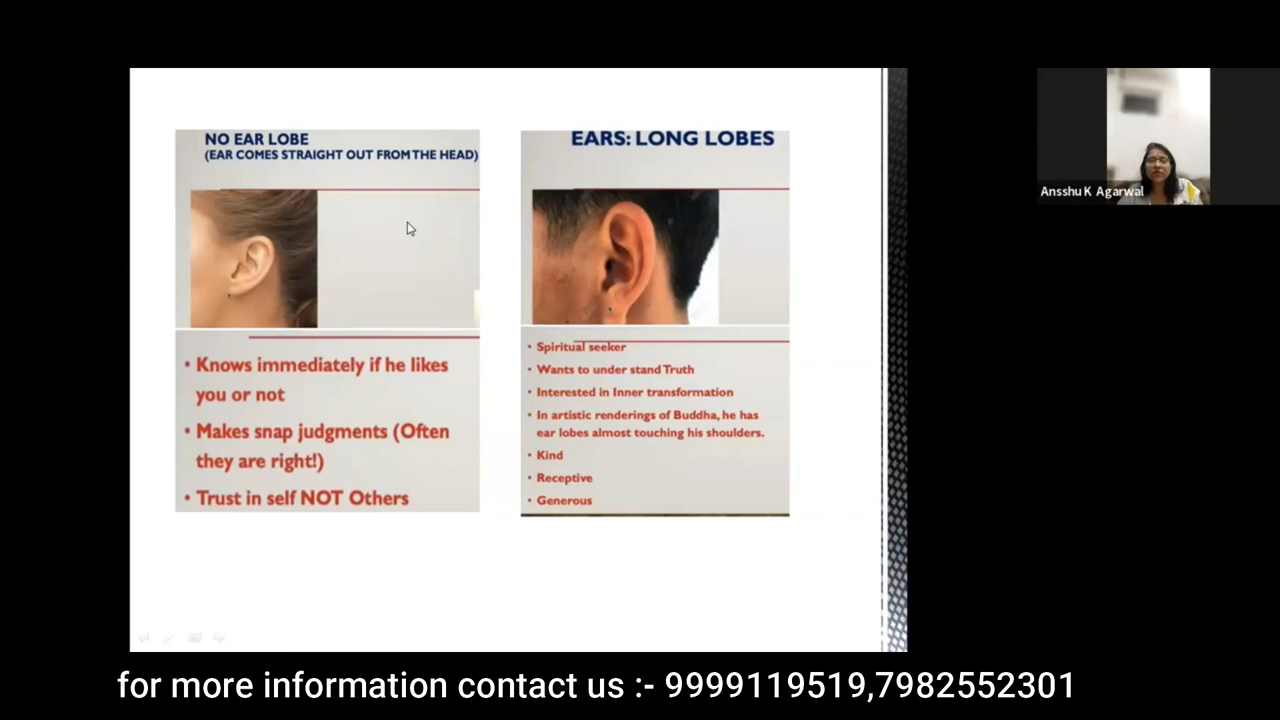 NO EAR LOBE
(EAR COMES STRAIGHT OUT FROM THE HEAD)
• Knows immediately if he likes
you or not
• Makes snap judgments (Often
they are right!)
• Trust in self NOT Others
EARS: LONG LOBES
• Spiritual seeker
• Wants to under stand Truth
• Interested in Inner transformation
• In artistic renderings of Buddha, he has
ear lobes almost touching his shoulders.
• Kind
• Receptive
• Generous
Ansshu K Agarwal
for more information contact us :- 9999119519,7982552301